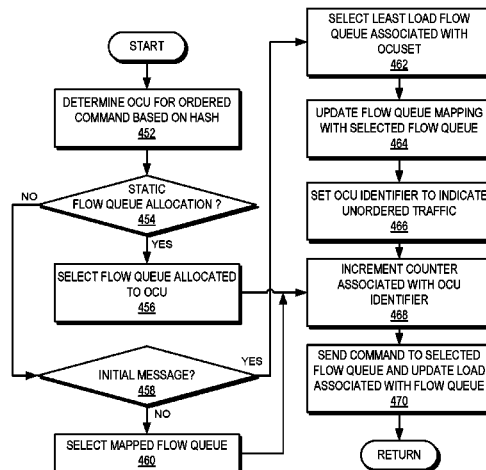 START
DETERMINE OCU FOR ORDERED
COMMAND BASED ON HASH
452
NO
STATIC
FLOW QUEUE ALLOCATION ?
454
YES
SELECT FLOW QUEUE ALLOCATED
TO OCU
456
INITIAL MESSAGE?
458
YES
NO
SELECT MAPPED FLOW QUEUE
460
SELECT LEAST LOAD FLOW
QUEUE ASSOCIATED WITH
OCUSET
462
UPDATE FLOW QUEUE MAPPING
WITH SELECTED FLOW QUEUE
464
SET OCU IDENTIFIER TO INDICATE
UNORDERED TRAFFIC
466
INCREMENT COUNTER
ASSOCIATED WITH OCU
IDENTIFIER
468
SEND COMMAND TO SELECTED
FLOW QUEUE AND UPDATE LOAD
ASSOCIATED WITH FLOW QUEUE
470
RETURN